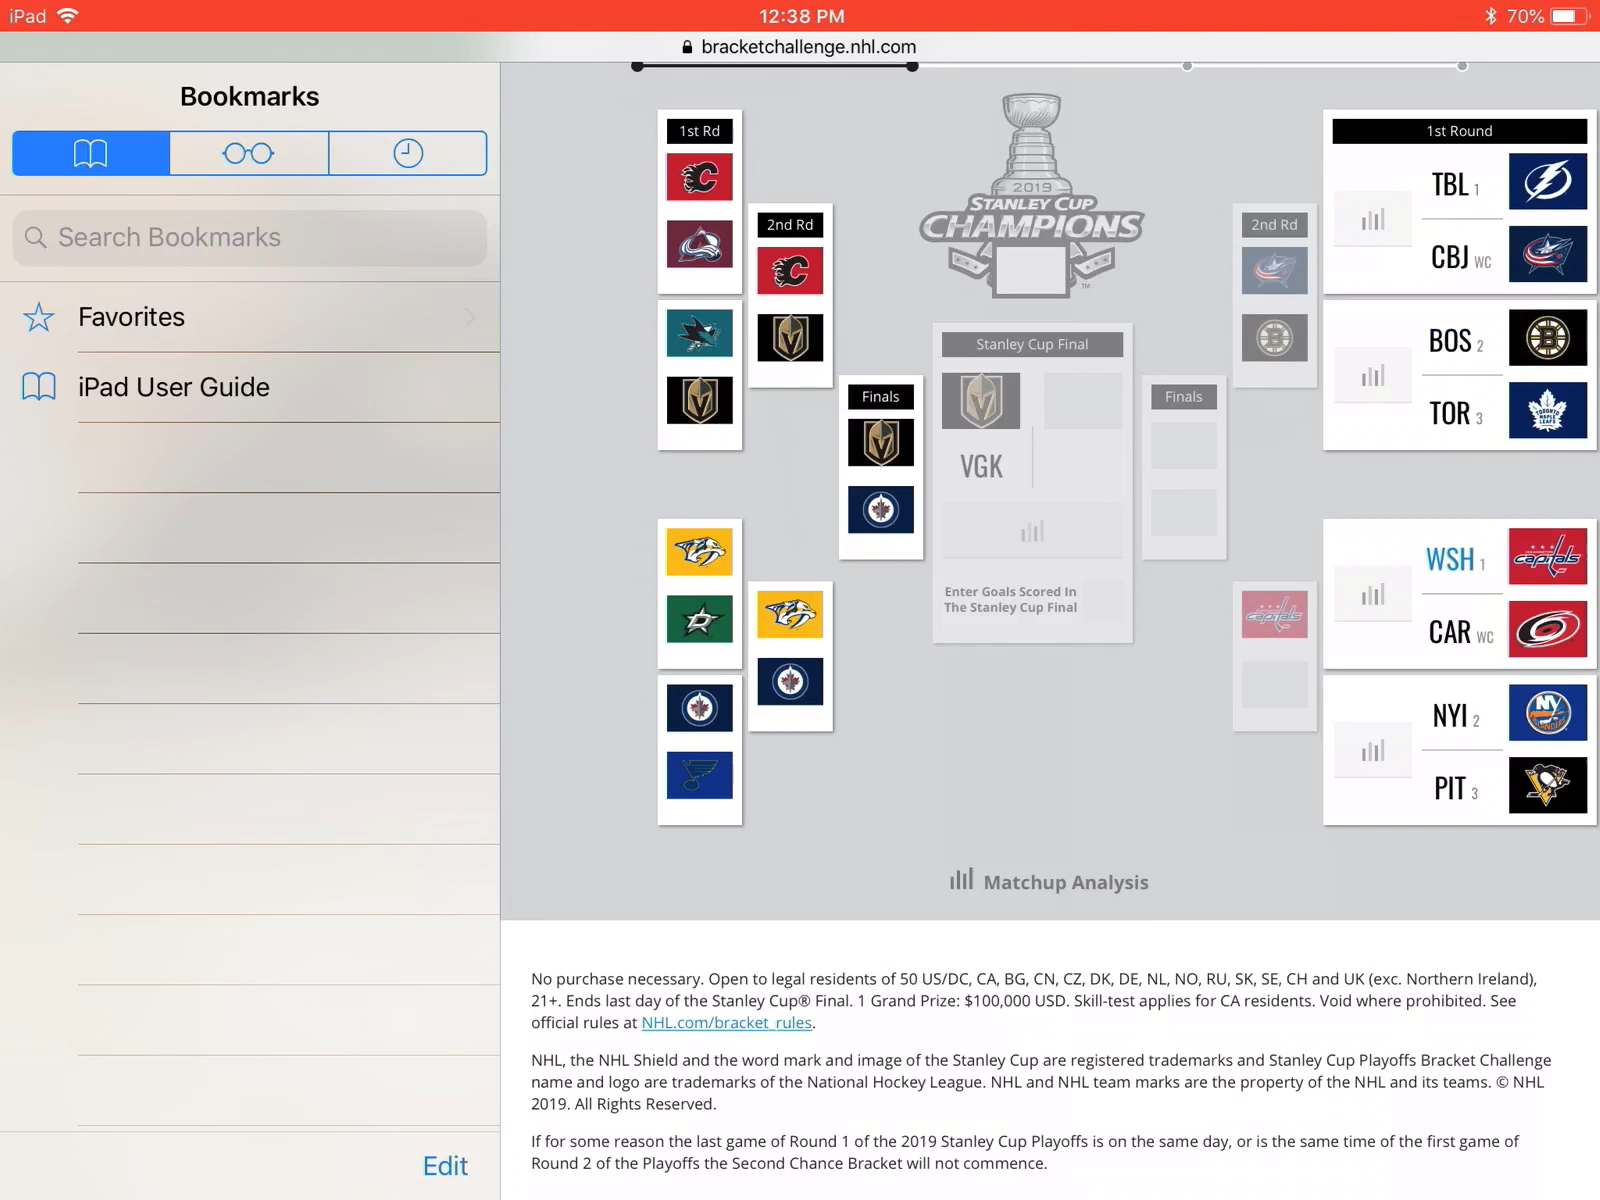 iPad
12:38 PM
70%
bracketchallenge.nhl.com
Bookmarks
Search Bookmarks
Favorites
iPad User Guide
Edit
1st Rd
2nd Rd
Finals
2019
STANLEY CUP
CHAMPIONS
TM
Stanley Cup Final
VGK
Enter Goals Scored In
The Stanley Cup Final
Finals
2nd Rd
capitals
1st Round
TBL 1
CBJ WC
BOS 2
TOR 3
TORONTO
MAPLE
LEAFS
WSH 1
capitals
CAR WC
NYI 2
NY
ISLANDERS
PIT 3
Matchup Analysis
No purchase necessary. Open to legal residents of 50 US/DC, CA, BG, CN, CZ, DK, DE, NL, NO, RU, SK, SE, CH and UK (exc. Northern Ireland),
21+. Ends last day of the Stanley Cup® Final. 1 Grand Prize: $100,000 USD. Skill-test applies for CA residents. Void where prohibited. See
official rules at NHL.com/bracket_rules.
NHL, the NHL Shield and the word mark and image of the Stanley Cup are registered trademarks and Stanley Cup Playoffs Bracket Challenge
name and logo are trademarks of the National Hockey League. NHL and NHL team marks are the property of the NHL and its teams. © NHL
2019. All Rights Reserved.
If for some reason the last game of Round 1 of the 2019 Stanley Cup Playoffs is on the same day, or is the same time of the first game of
Round 2 of the Playoffs the Second Chance Bracket will not commence.